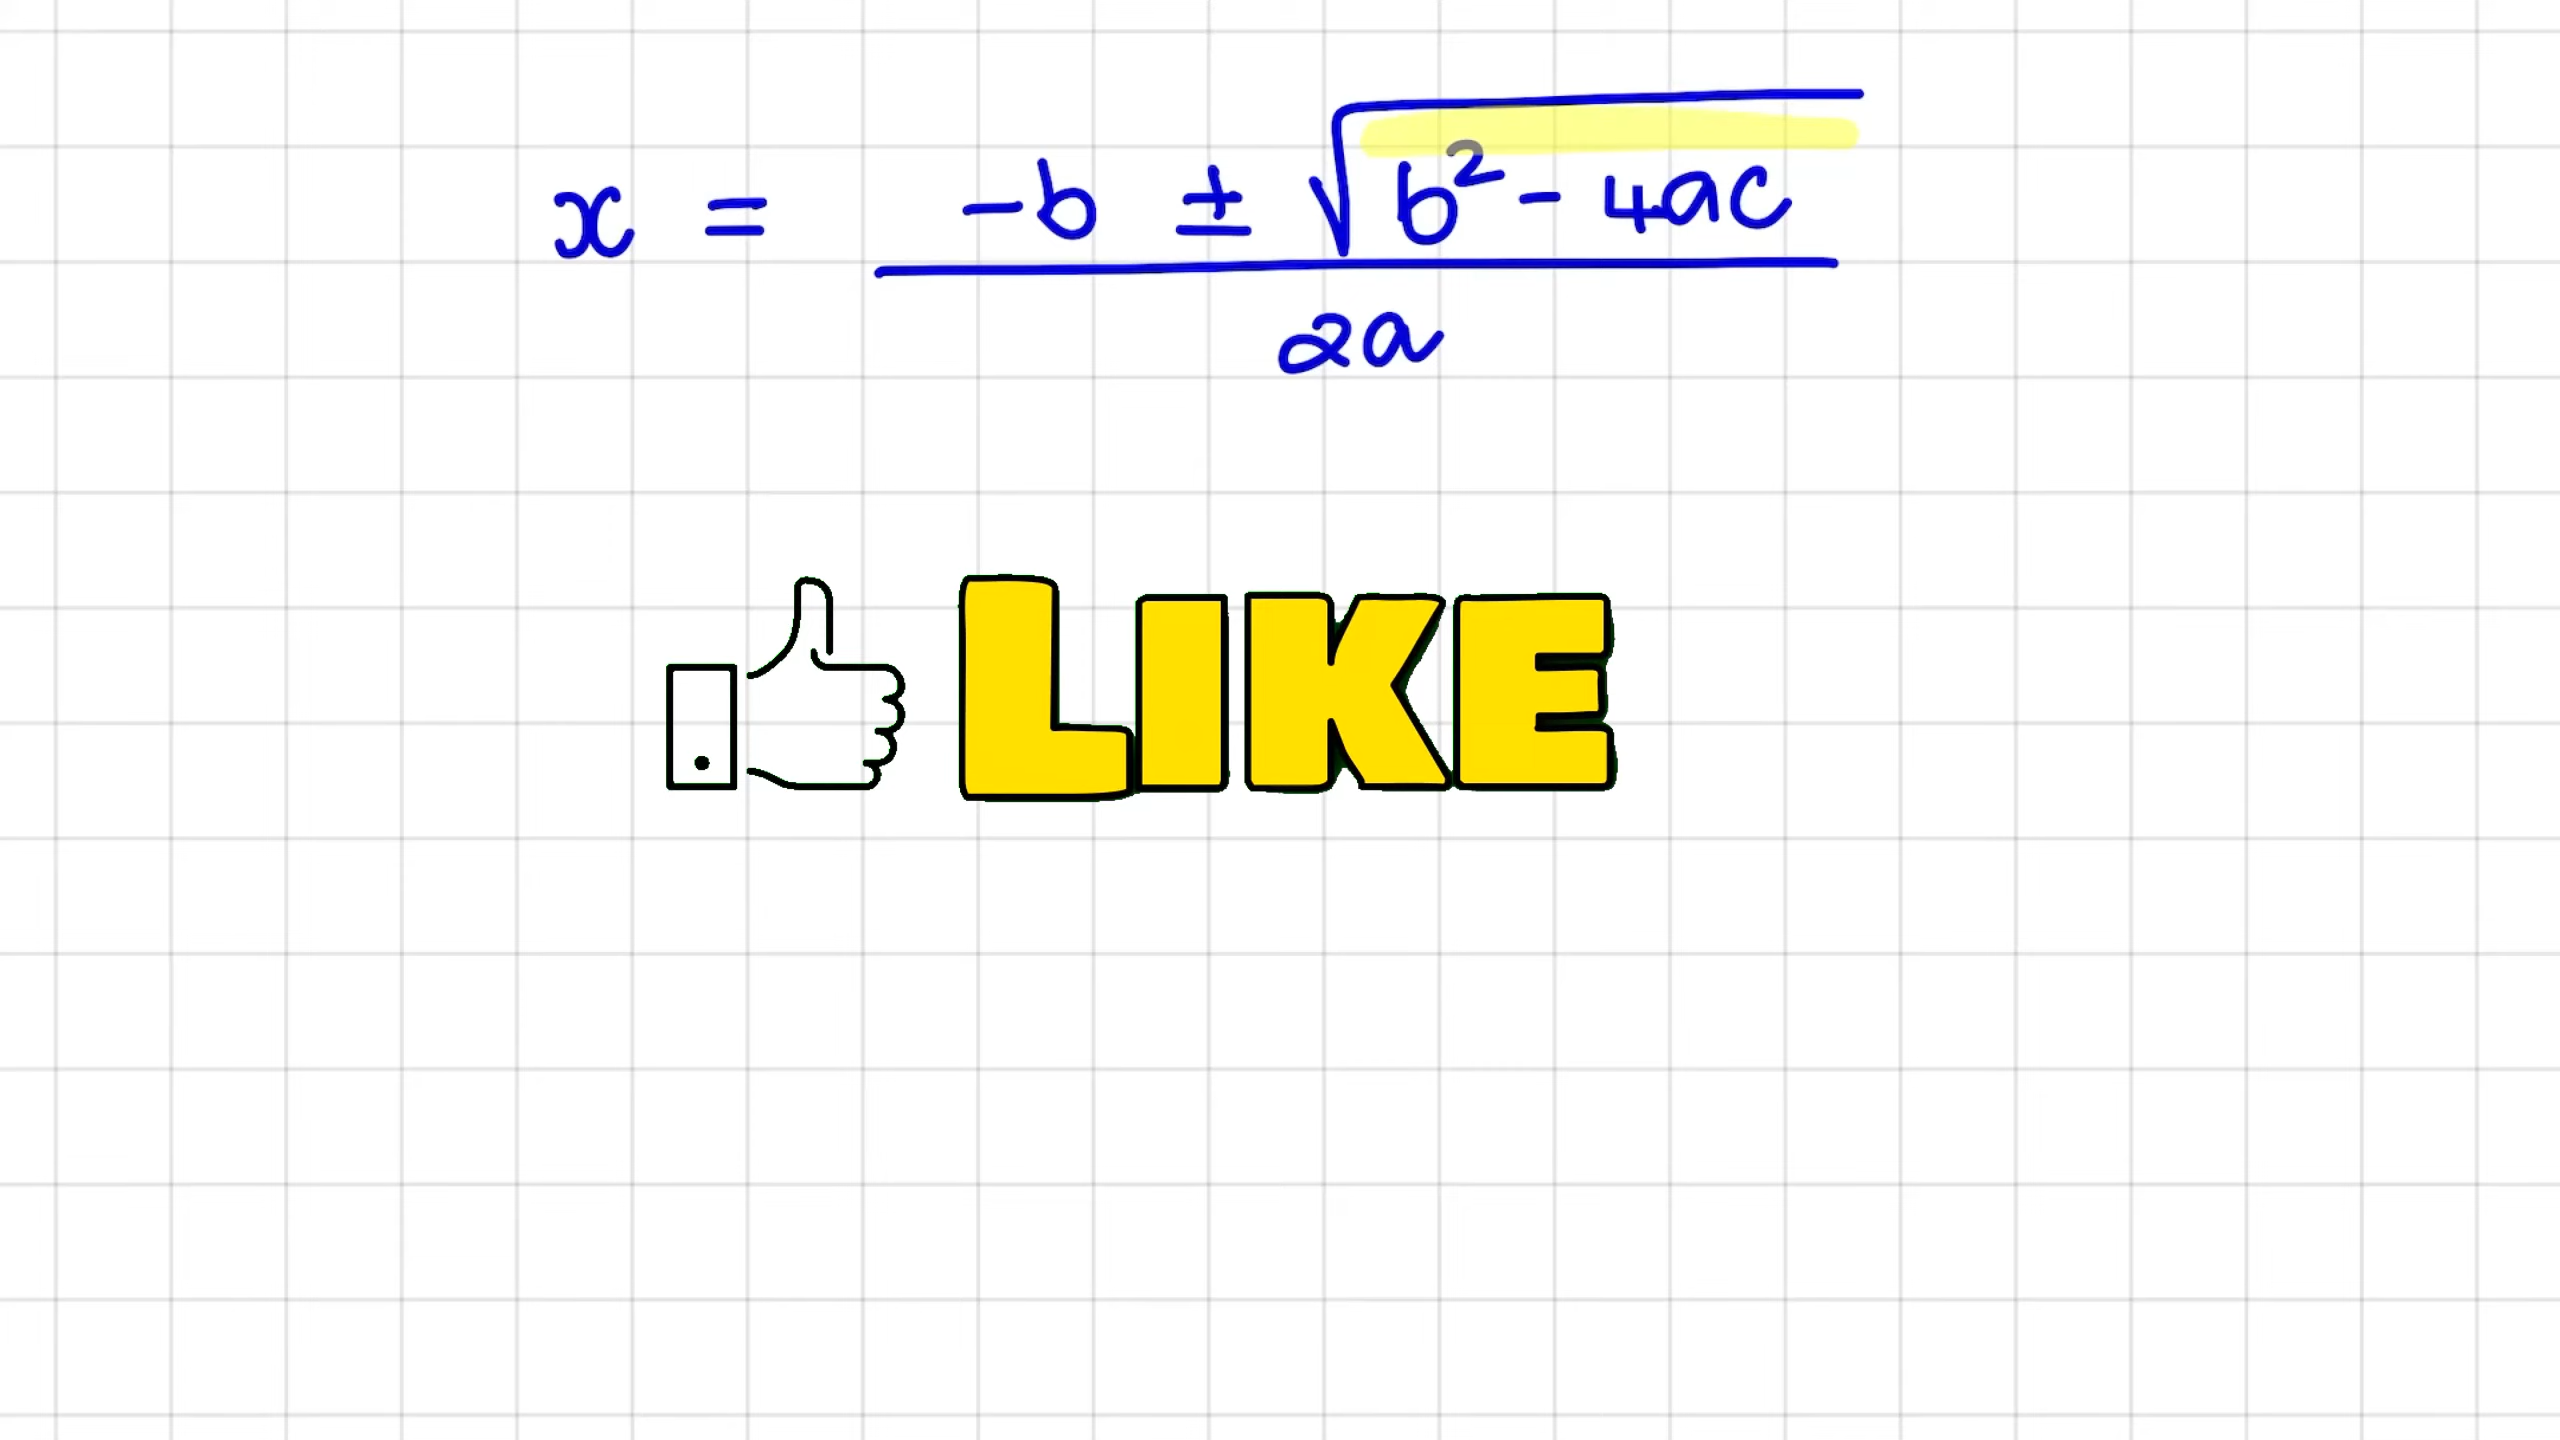 x = -b ± √b² - 4ac
2a
LIKE